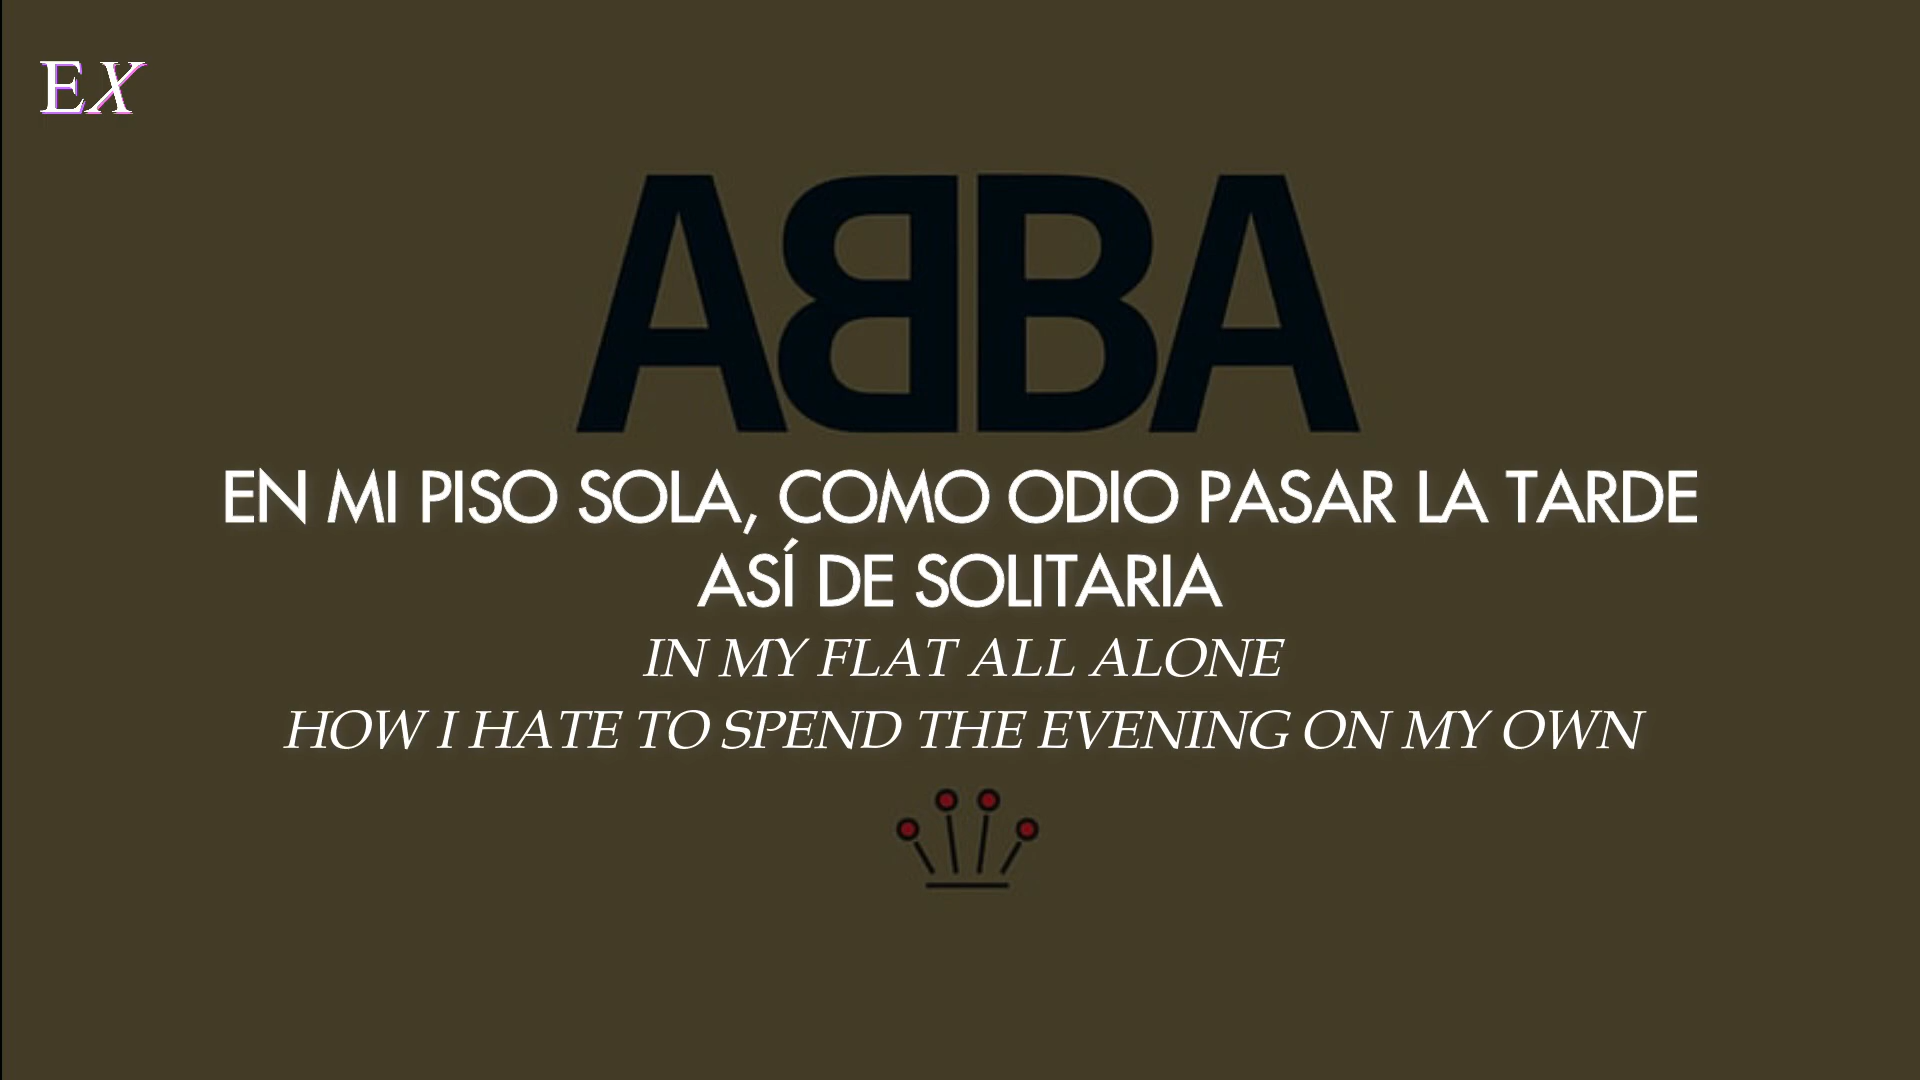 EX
ABBA
EN MI PISO SOLA, COMO ODIO PASAR LA TARDE
ASÍ DE SOLITARIA
IN MY FLAT ALL ALONE
HOW I HATE TO SPEND THE EVENING ON MY OWN